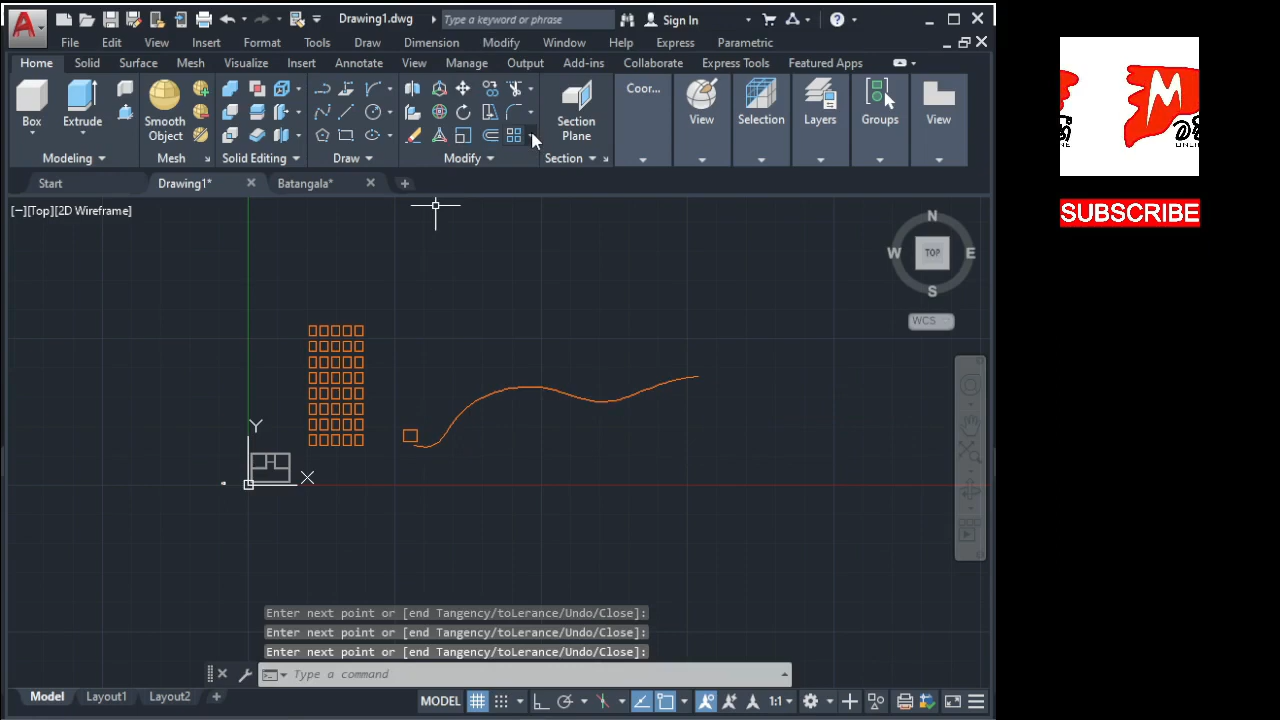 Drawing1.dwg
Type a keyword or phrase
Sign In
File Edit View Insert Format Tools Draw Dimension Modify Window Help Express Parametric
Home Solid Surface Mesh Visualize Insert Annotate View Manage Output Add-ins Collaborate Express Tools Featured Apps
Box
Extrude
Smooth
Object
Section
Plane
Coor...
View
Selection
Layers
Groups
View
Modeling
Mesh
Solid Editing
Draw
Modify
Section
Start
Drawing1*
Batangala*
[−][Top][2D Wireframe]
N
W
TOP
E
S
WCS
Y
X
Enter next point or [end Tangency/toLerance/Undo/Close]:
Enter next point or [end Tangency/toLerance/Undo/Close]:
Enter next point or [end Tangency/toLerance/Undo/Close]:
Type a command
Model
Layout1
Layout2
MODEL
1:1
M
SUBSCRIBE